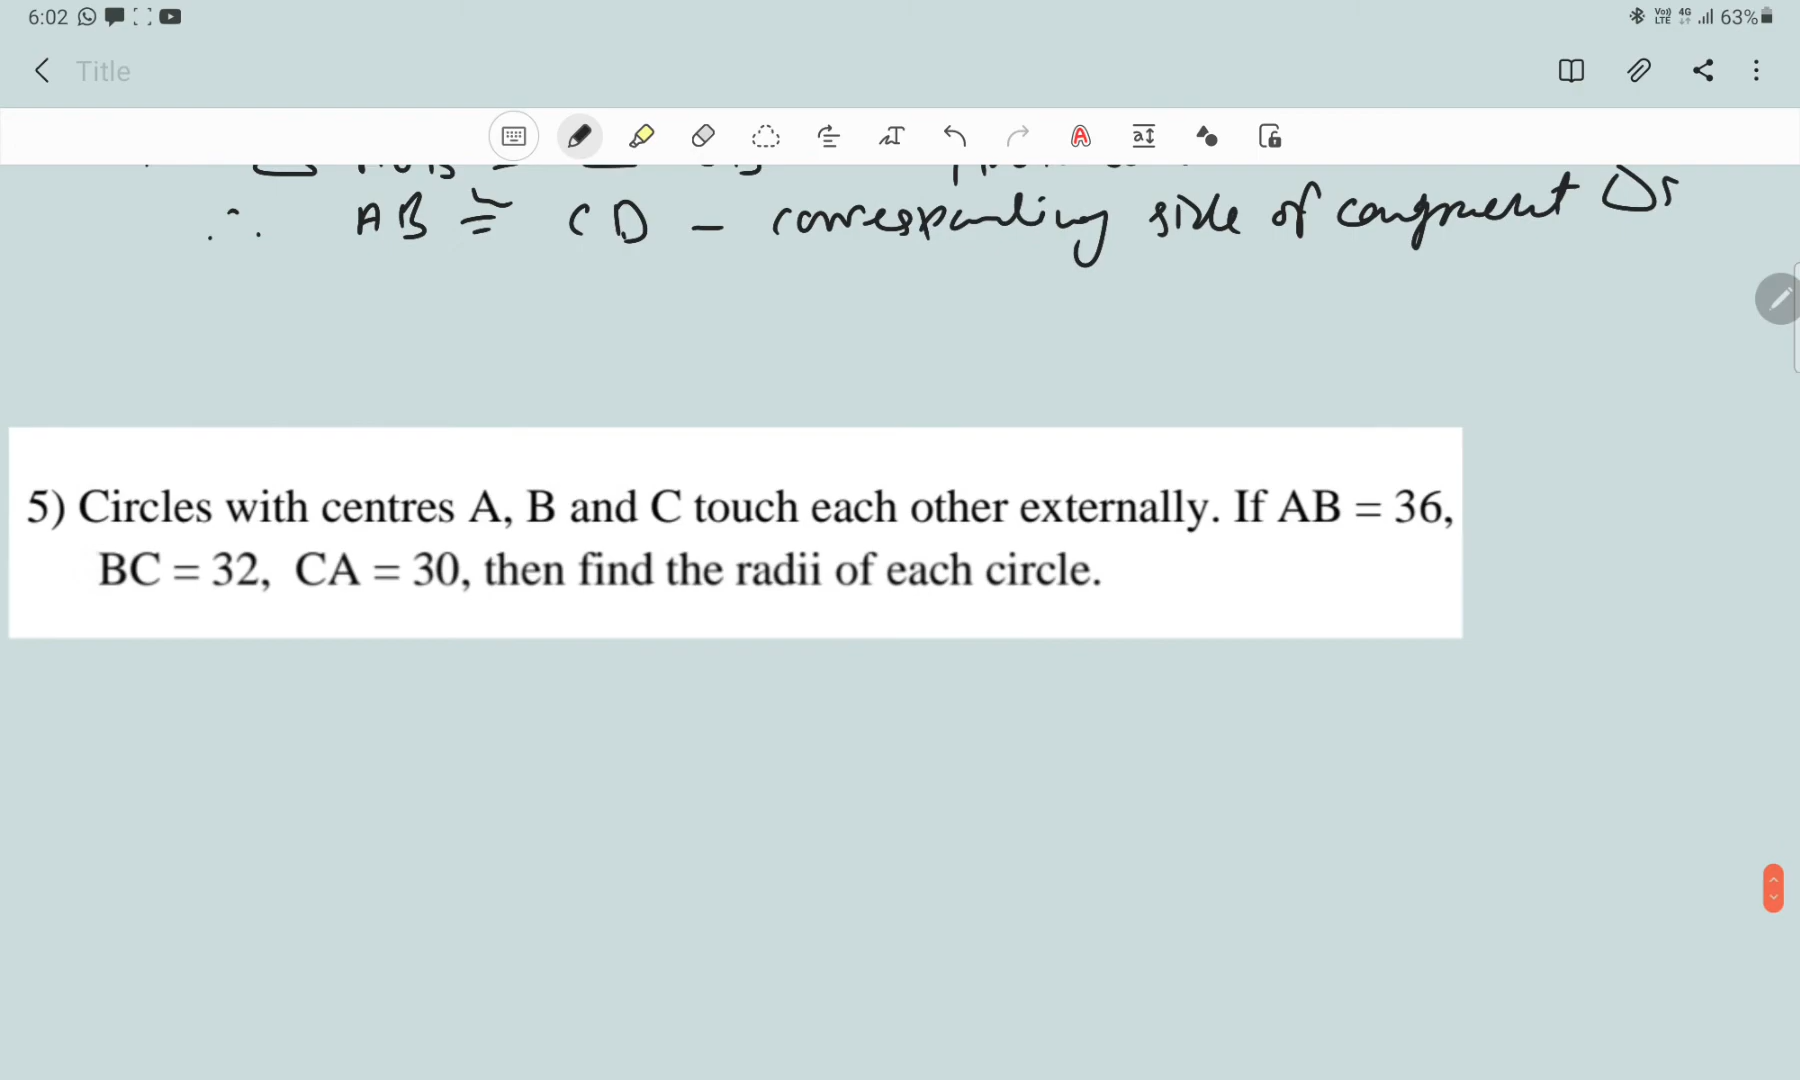 6:02 63%
Title
∴ AB ≅ CD – corresponding side of congruent Δs
5) Circles with centres A, B and C touch each other externally. If AB = 36,
BC = 32, CA = 30, then find the radii of each circle.